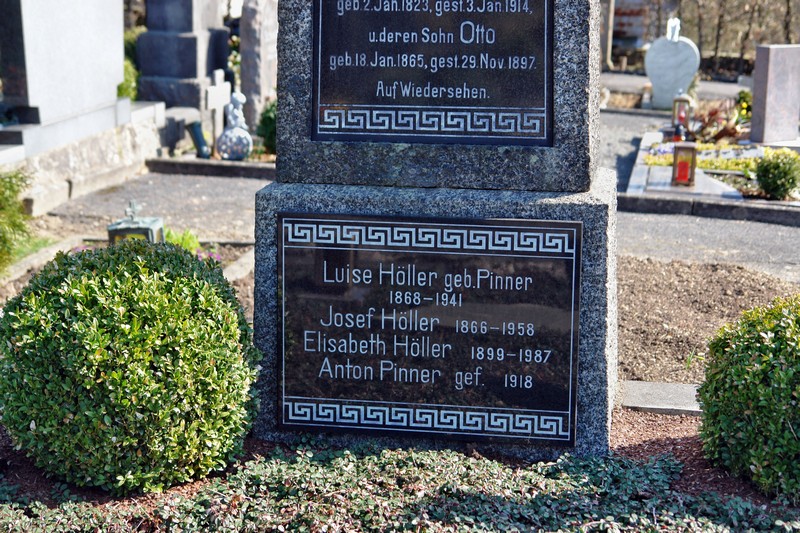 geb.2.Jan.1823, gest.3.Jan 1914,
u.deren Sohn Otto
geb.18.Jan.1865, gest.29.Nov.1897.
Auf Wiedersehen.
Luise Höller geb.Pinner
1868–1941
Josef Höller 1866–1958
Elisabeth Höller 1899–1987
Anton Pinner gef. 1918